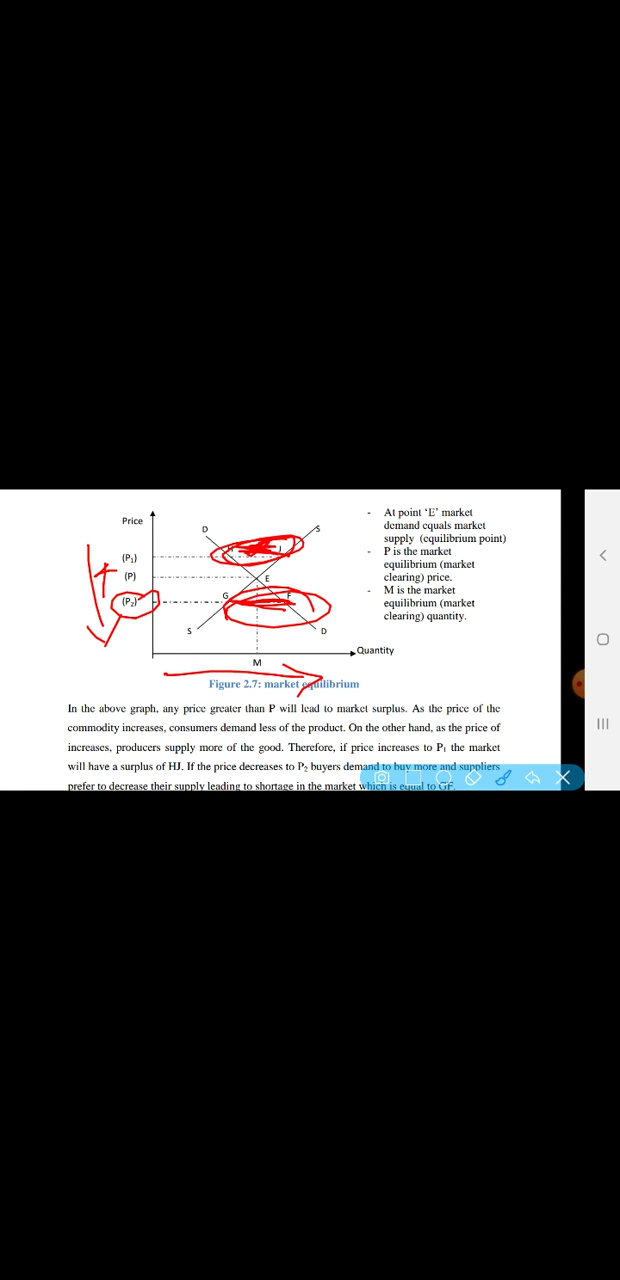 Price
D
S
(P₁)
H
J
(P)
E
(P₂)
G
F
S
D
Quantity
M
- At point ‘E’ market
demand equals market
supply (equilibrium point)
- P is the market
equilibrium (market
clearing) price.
- M is the market
equilibrium (market
clearing) quantity.
Figure 2.7: market equilibrium
In the above graph, any price greater than P will lead to market surplus. As the price of the
commodity increases, consumers demand less of the product. On the other hand, as the price of
increases, producers supply more of the good. Therefore, if price increases to P₁ the market
will have a surplus of HJ. If the price decreases to P₂ buyers demand to buy more and suppliers
prefer to decrease their supply leading to shortage in the market which is equal to GF.